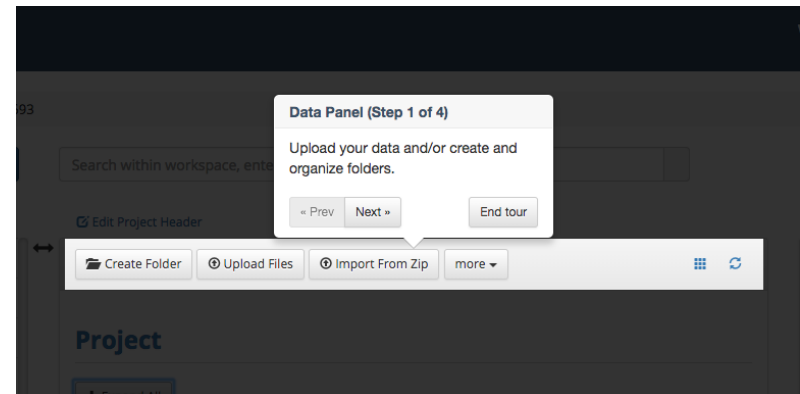 593
Data Panel (Step 1 of 4)
Upload your data and/or create and
organize folders.
« Prev Next » End tour
Search within workspace, ente
Edit Project Header
Create Folder Upload Files Import From Zip more
Project